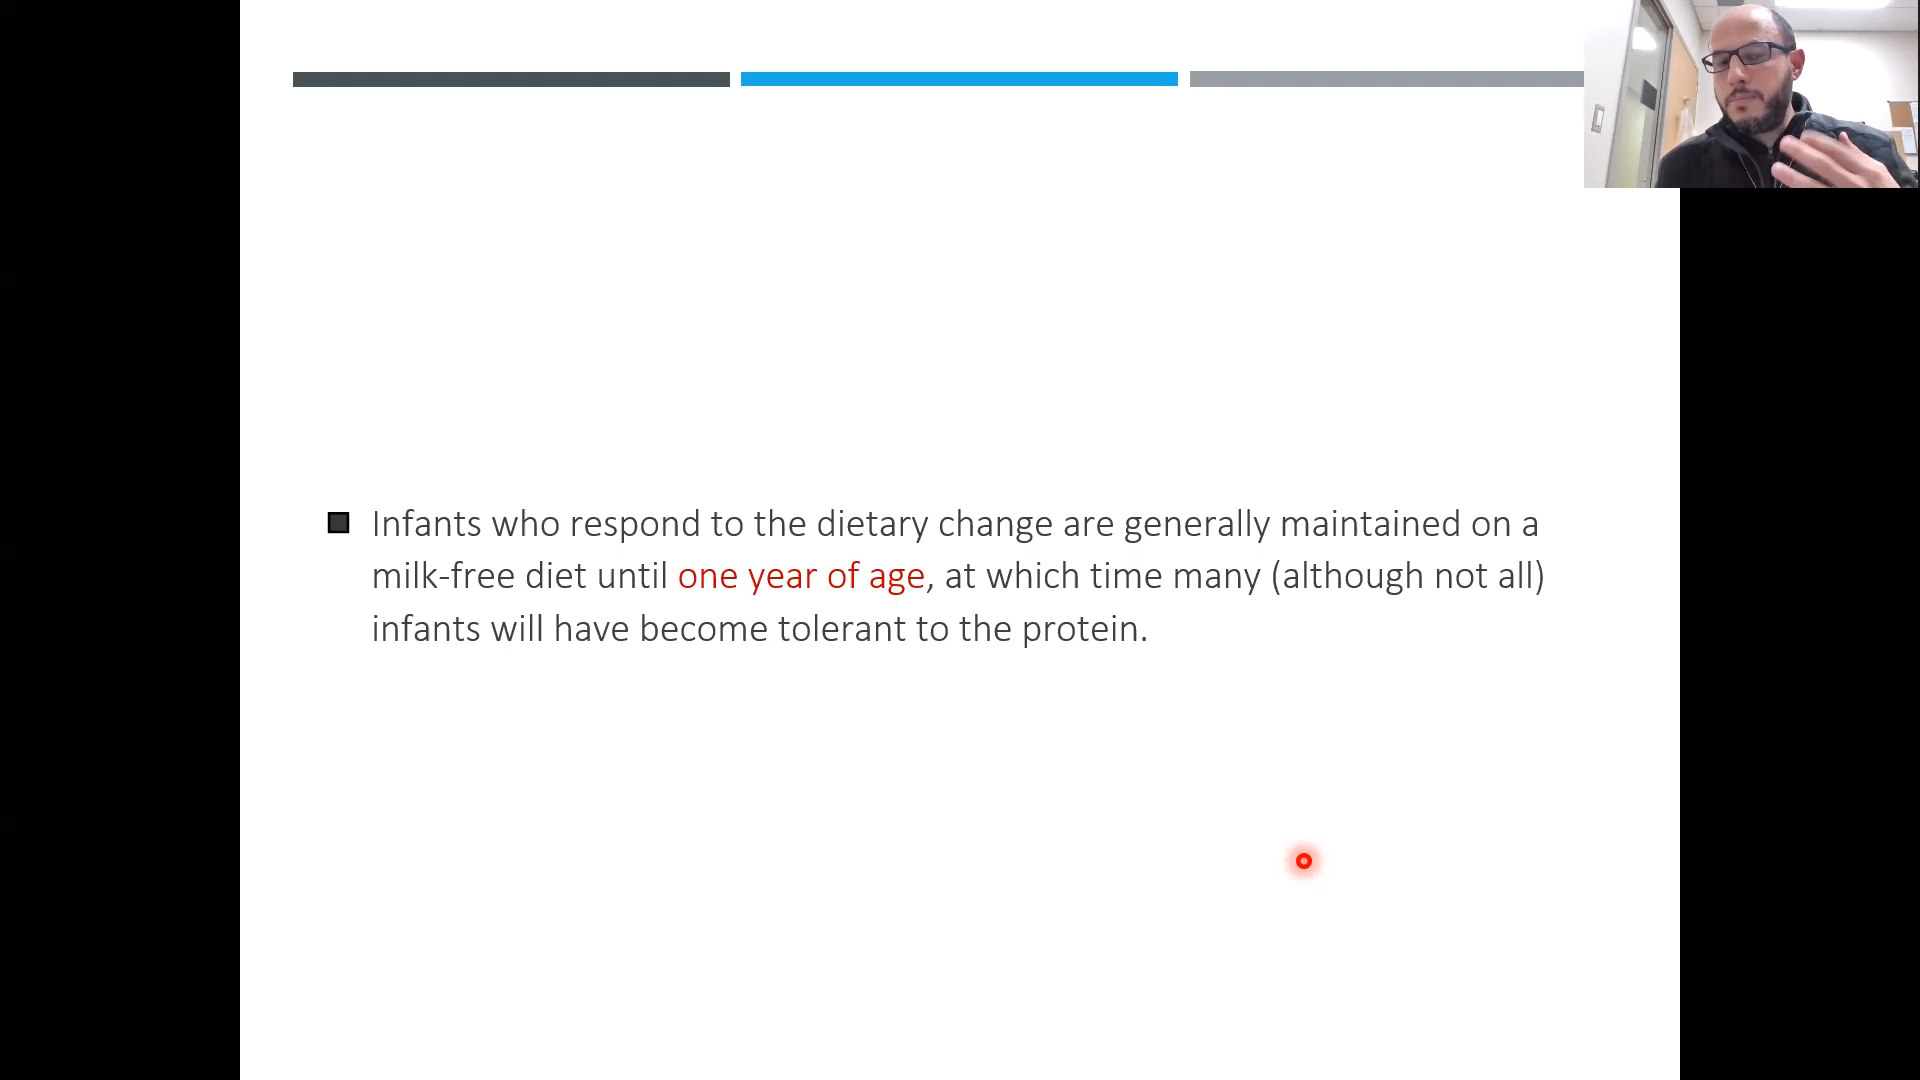 Infants who respond to the dietary change are generally maintained on a
milk-free diet until one year of age, at which time many (although not all)
infants will have become tolerant to the protein.